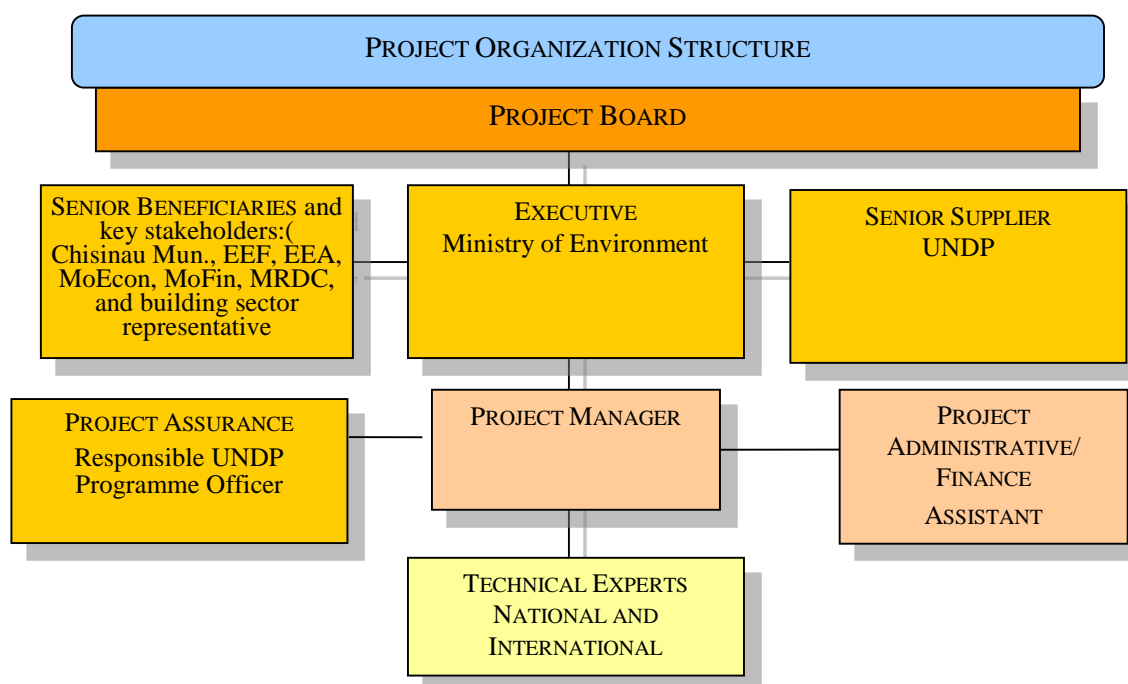 PROJECT ORGANIZATION STRUCTURE
PROJECT BOARD
SENIOR BENEFICIARIES and
key stakeholders:(
Chisinau Mun., EEF, EEA,
MoEcon, MoFin, MRDC,
and building sector
representative
EXECUTIVE
Ministry of Environment
SENIOR SUPPLIER
UNDP
PROJECT ASSURANCE
Responsible UNDP
Programme Officer
PROJECT MANAGER
PROJECT
ADMINISTRATIVE/
FINANCE
ASSISTANT
TECHNICAL EXPERTS
NATIONAL AND
INTERNATIONAL